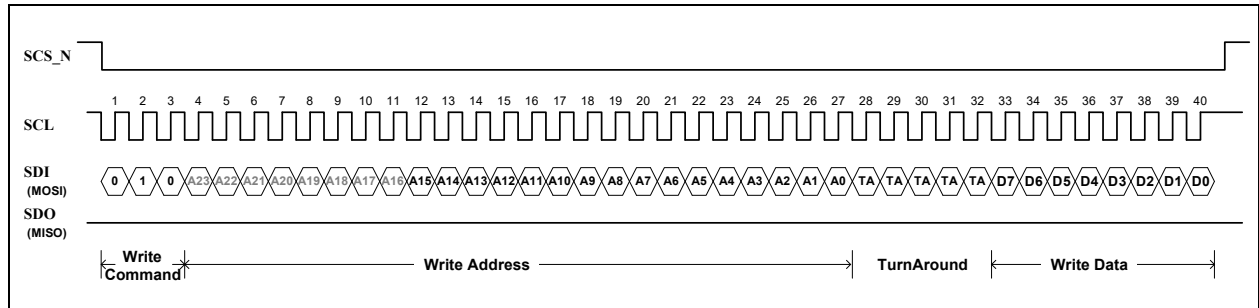 SCS_N
1 2 3 4 5 6 7 8 9 10 11 12 13 14 15 16 17 18 19 20 21 22 23 24 25 26 27 28 29 30 31 32 33 34 35 36 37 38 39 40
SCL
SDI
(MOSI)
0 1 0 A23 A22 A21 A20 A19 A18 A17 A16 A15 A14 A13 A12 A11 A10 A9 A8 A7 A6 A5 A4 A3 A2 A1 A0 TA TA TA TA TA D7 D6 D5 D4 D3 D2 D1 D0
SDO
(MISO)
Write
Command
Write Address
TurnAround
Write Data